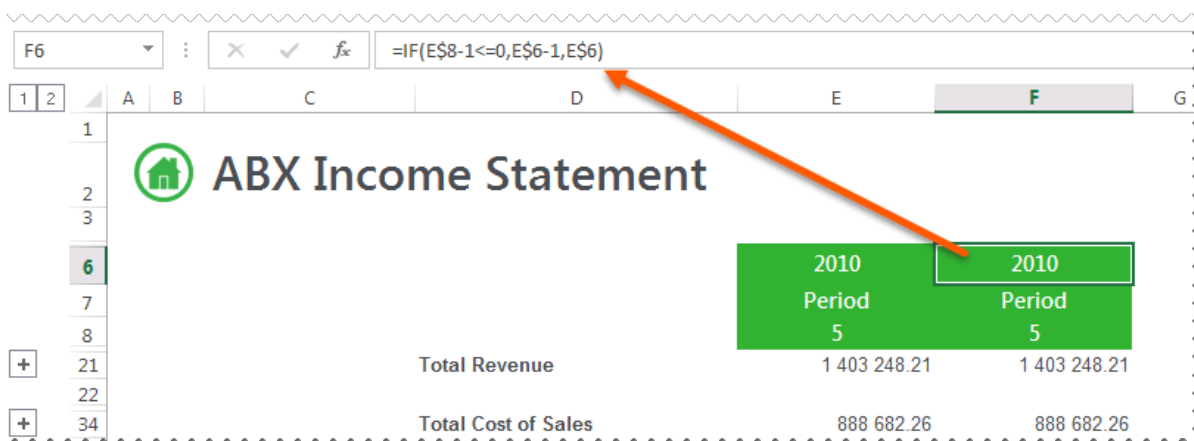 F6 fx =IF(E$8-1<=0,E$6-1,E$6)
1 2 A B C D E F G
1
2 ABX Income Statement
3
6 2010 2010
7 Period Period
8 5 5
+ 21 Total Revenue 1 403 248.21 1 403 248.21
22
+ 34 Total Cost of Sales 888 682.26 888 682.26